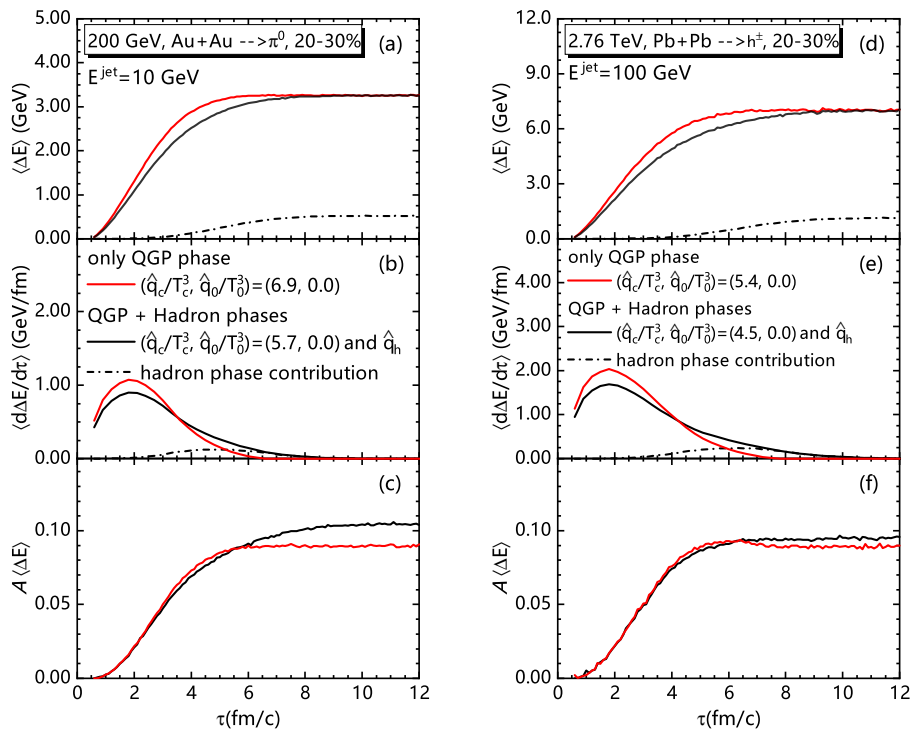 200 GeV, Au+Au -->π⁰, 20-30%
(a)
E^jet=10 GeV
⟨ΔE⟩ (GeV)
5.00
4.00
3.00
2.00
1.00
0.00
only QGP phase
(b)
(q̂c/Tc³, q̂0/T0³)=(6.9, 0.0)
QGP + Hadron phases
(q̂c/Tc³, q̂0/T0³)=(5.7, 0.0) and q̂h
hadron phase contribution
⟨dΔE/dτ⟩ (GeV/fm)
2.00
1.00
0.00
(c)
A ⟨ΔE⟩
0.10
0.05
0.00
0 2 4 6 8 10 12
τ(fm/c)
2.76 TeV, Pb+Pb -->h±, 20-30%
(d)
E^jet=100 GeV
⟨ΔE⟩ (GeV)
12.0
9.0
6.0
3.0
0.0
only QGP phase
(e)
(q̂c/Tc³, q̂0/T0³)=(5.4, 0.0)
QGP + Hadron phases
(q̂c/Tc³, q̂0/T0³)=(4.5, 0.0) and q̂h
hadron phase contribution
⟨dΔE/dτ⟩ (GeV/fm)
4.00
3.00
2.00
1.00
0.00
(f)
A ⟨ΔE⟩
0.10
0.05
0.00
0 2 4 6 8 10 12
τ(fm/c)